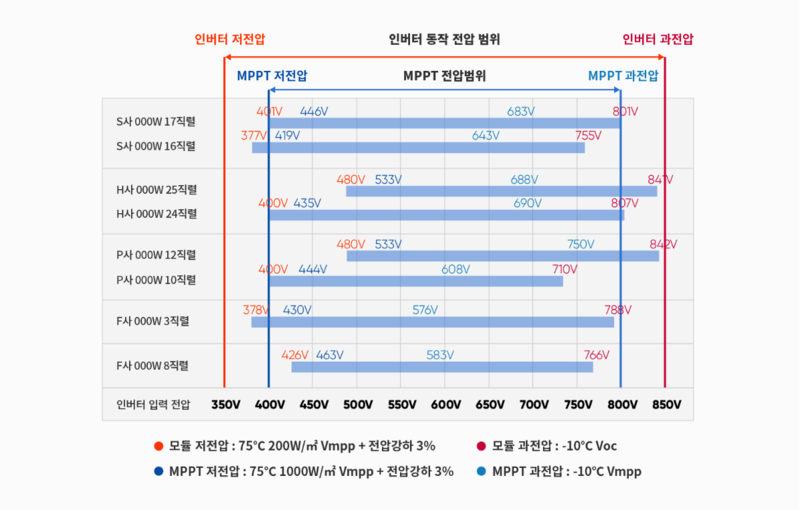 인버터 저전압 인버터 동작 전압 범위 인버터 과전압
MPPT 저전압 MPPT 전압범위 MPPT 과전압
401V 446V 683V 801V
S사 000W 17직렬
377V 419V 643V 755V
S사 000W 16직렬
480V 533V 688V 841V
H사 000W 25직렬
400V 435V 690V 807V
H사 000W 24직렬
480V 533V 750V 842V
P사 000W 12직렬
400V 444V 608V 710V
P사 000W 10직렬
378V 430V 576V 788V
F사 000W 3직렬
426V 463V 583V 766V
F사 000W 8직렬
인버터 입력 전압 350V 400V 450V 500V 550V 600V 650V 700V 750V 800V 850V
모듈 저전압 : 75℃ 200W/㎡ Vmpp + 전압강하 3% 모듈 과전압 : -10℃ Voc
MPPT 저전압 : 75℃ 1000W/㎡ Vmpp + 전압강하 3% MPPT 과전압 : -10℃ Vmpp